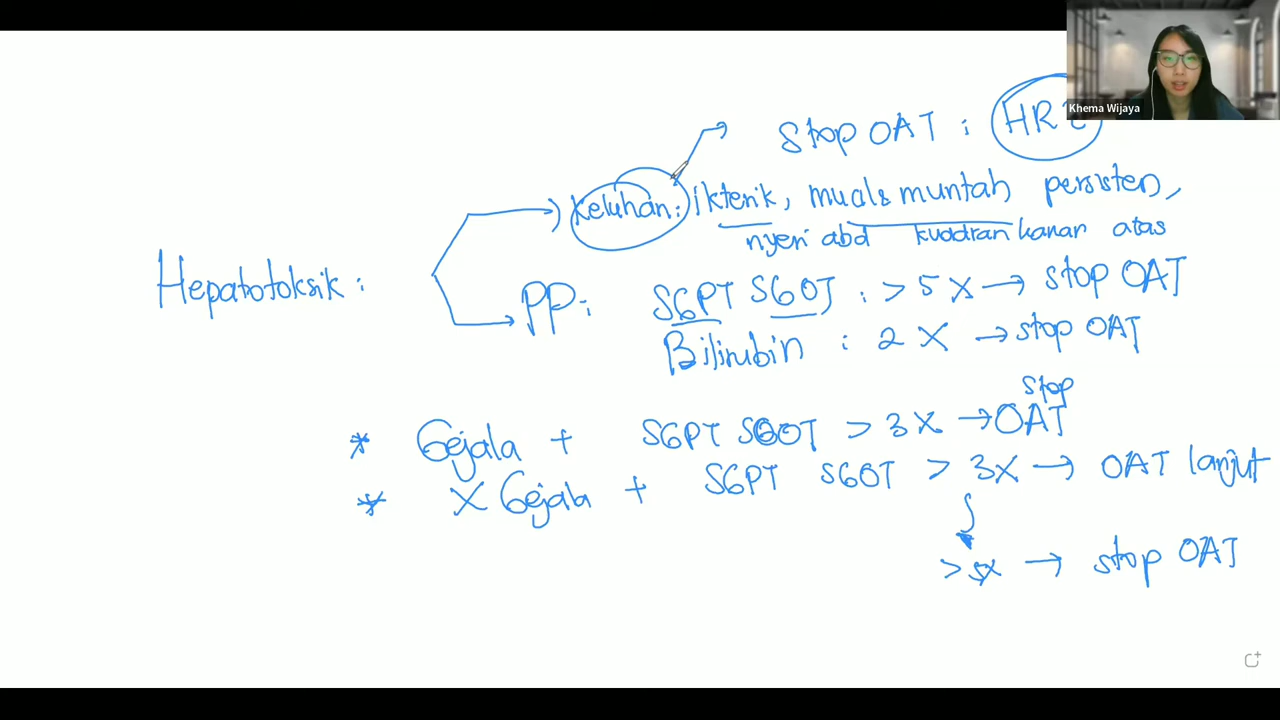 Khema Wijaya
Stop OAT : HRZ
Keluhan : ikterik, mual & muntah persisten,
nyeri abd kuadran kanan atas
Hepatotoksik :
PP : SGPT SGOT : > 5 X → stop OAT
Bilirubin : 2 X → stop OAT
stop
* Gejala + SGPT SGOT > 3X → OAT
* X Gejala + SGPT SGOT > 3X → OAT lanjut
> 5X → stop OAT